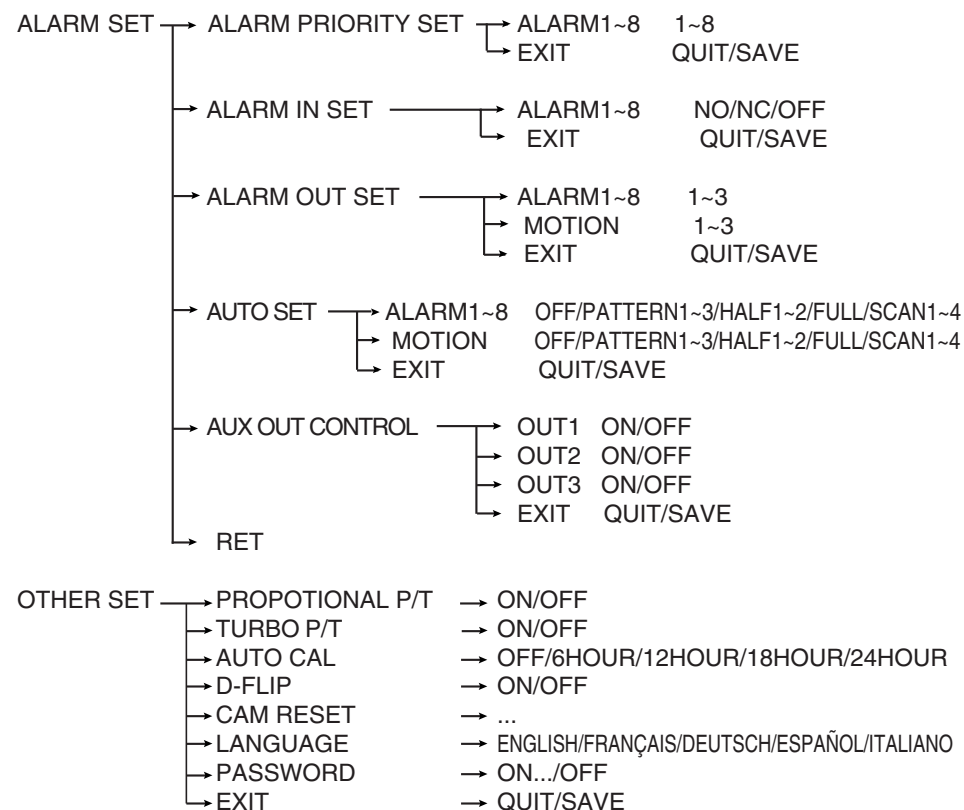 ALARM SET ALARM PRIORITY SET ALARM1~8 1~8
EXIT QUIT/SAVE
ALARM IN SET ALARM1~8 NO/NC/OFF
EXIT QUIT/SAVE
ALARM OUT SET ALARM1~8 1~3
MOTION 1~3
EXIT QUIT/SAVE
AUTO SET ALARM1~8 OFF/PATTERN1~3/HALF1~2/FULL/SCAN1~4
MOTION OFF/PATTERN1~3/HALF1~2/FULL/SCAN1~4
EXIT QUIT/SAVE
AUX OUT CONTROL OUT1 ON/OFF
OUT2 ON/OFF
OUT3 ON/OFF
EXIT QUIT/SAVE
RET
OTHER SET PROPOTIONAL P/T ON/OFF
TURBO P/T ON/OFF
AUTO CAL OFF/6HOUR/12HOUR/18HOUR/24HOUR
D-FLIP ON/OFF
CAM RESET ...
LANGUAGE ENGLISH/FRANÇAIS/DEUTSCH/ESPAÑOL/ITALIANO
PASSWORD ON.../OFF
EXIT QUIT/SAVE